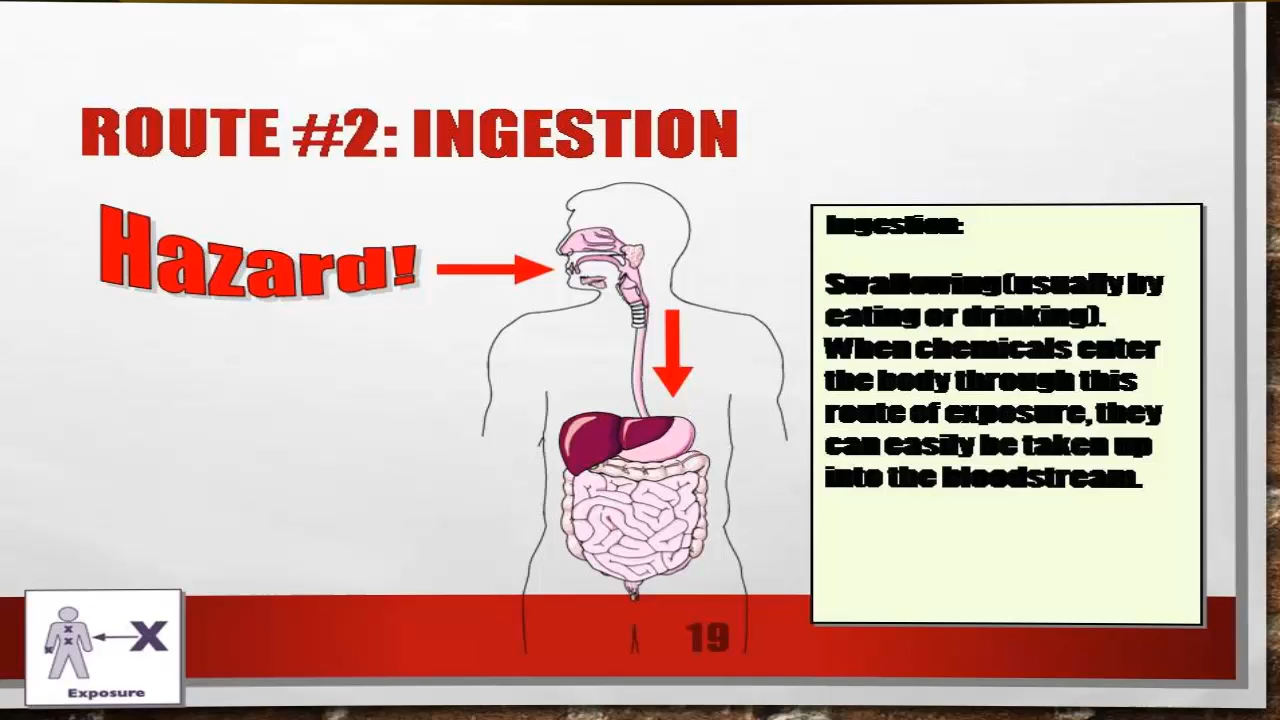 ROUTE #2: INGESTION
Hazard!
Ingestion:
Swallowing (usually by
eating or drinking).
When chemicals enter
the body through this
route of exposure, they
can easily be taken up
into the bloodstream.
X
x
x
x
Exposure
19